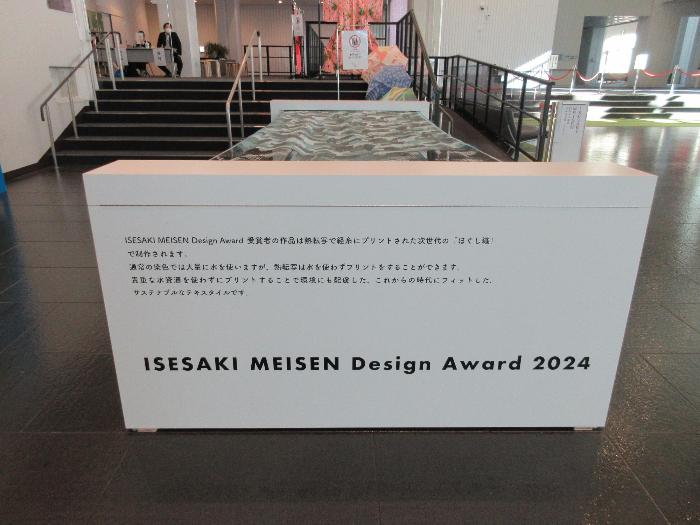 ISESAKI MEISEN Design Award 受賞者の作品は熱転写で経糸にプリントされた次世代の「ほぐし織」
で制作されます。
通常の染色では大量に水を使いますが、熱転写は水を使わずプリントをすることができます。
貴重な水資源を使わずにプリントすることで環境にも配慮した、これからの時代にフィットした、
サステナブルなテキスタイルです。
ISESAKI MEISEN Design Award 2024